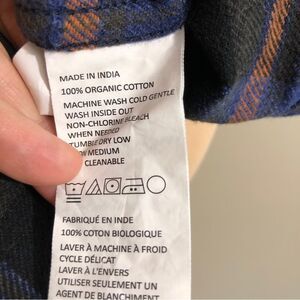 MADE IN INDIA
100% ORGANIC COTTON
MACHINE WASH COLD GENTLE
WASH INSIDE OUT
NON-CHLORINE BLEACH
WHEN NEEDED
TUMBLE DRY LOW
MEDIUM
CLEANABLE
FABRIQUÉ EN INDE
100% COTON BIOLOGIQUE
LAVER À MACHINE À FROID
CYCLE DÉLICAT
LAVER À L'ENVERS
UTILISER SEULEMENT UN
AGENT DE BLANCHIMENT